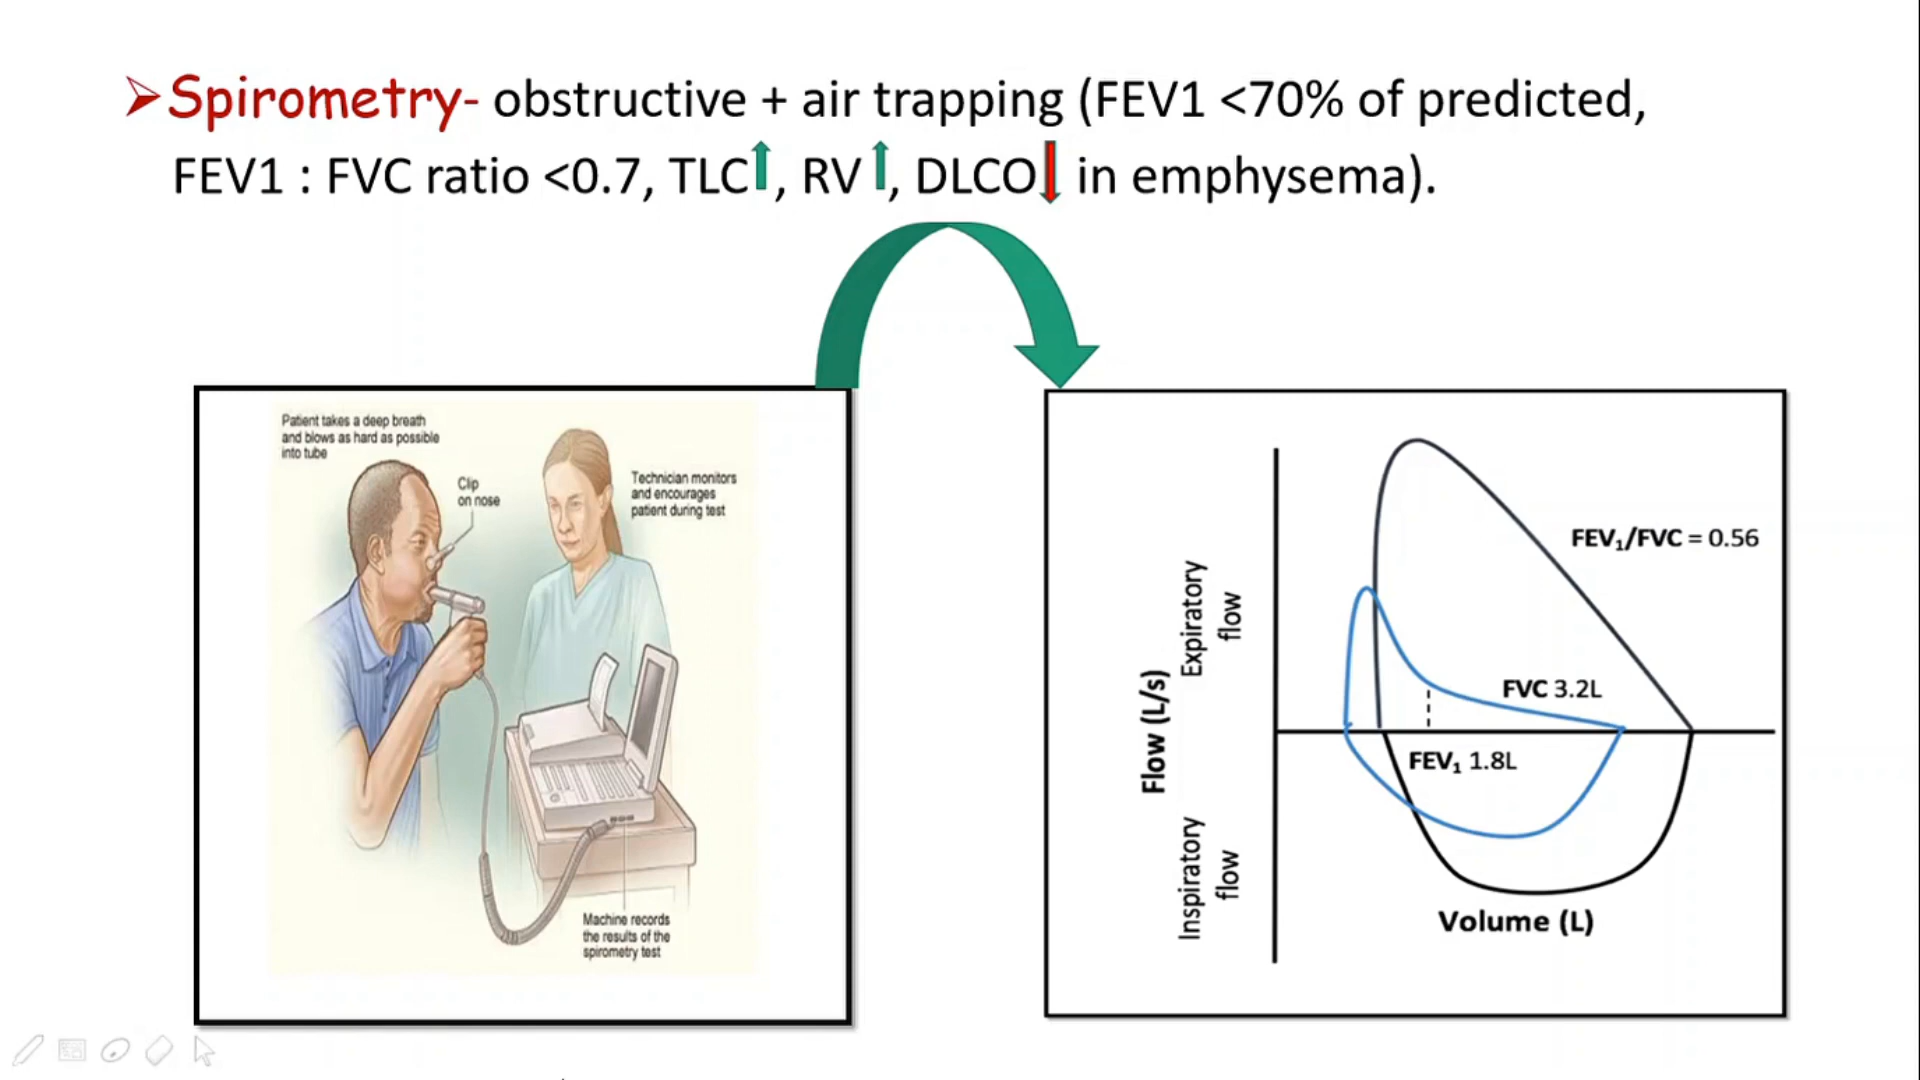 ➢Spirometry- obstructive + air trapping (FEV1 <70% of predicted,
FEV1 : FVC ratio <0.7, TLC⬆, RV⬆, DLCO⬇ in emphysema).
Patient takes a deep breath
and blows as hard as possible
into tube
Clip
on nose
Technician monitors
and encourages
patient during test
Machine records
the results of the
spirometry test
Flow (L/s)
Expiratory
flow
Inspiratory
flow
FEV₁/FVC = 0.56
FVC 3.2L
FEV₁ 1.8L
Volume (L)